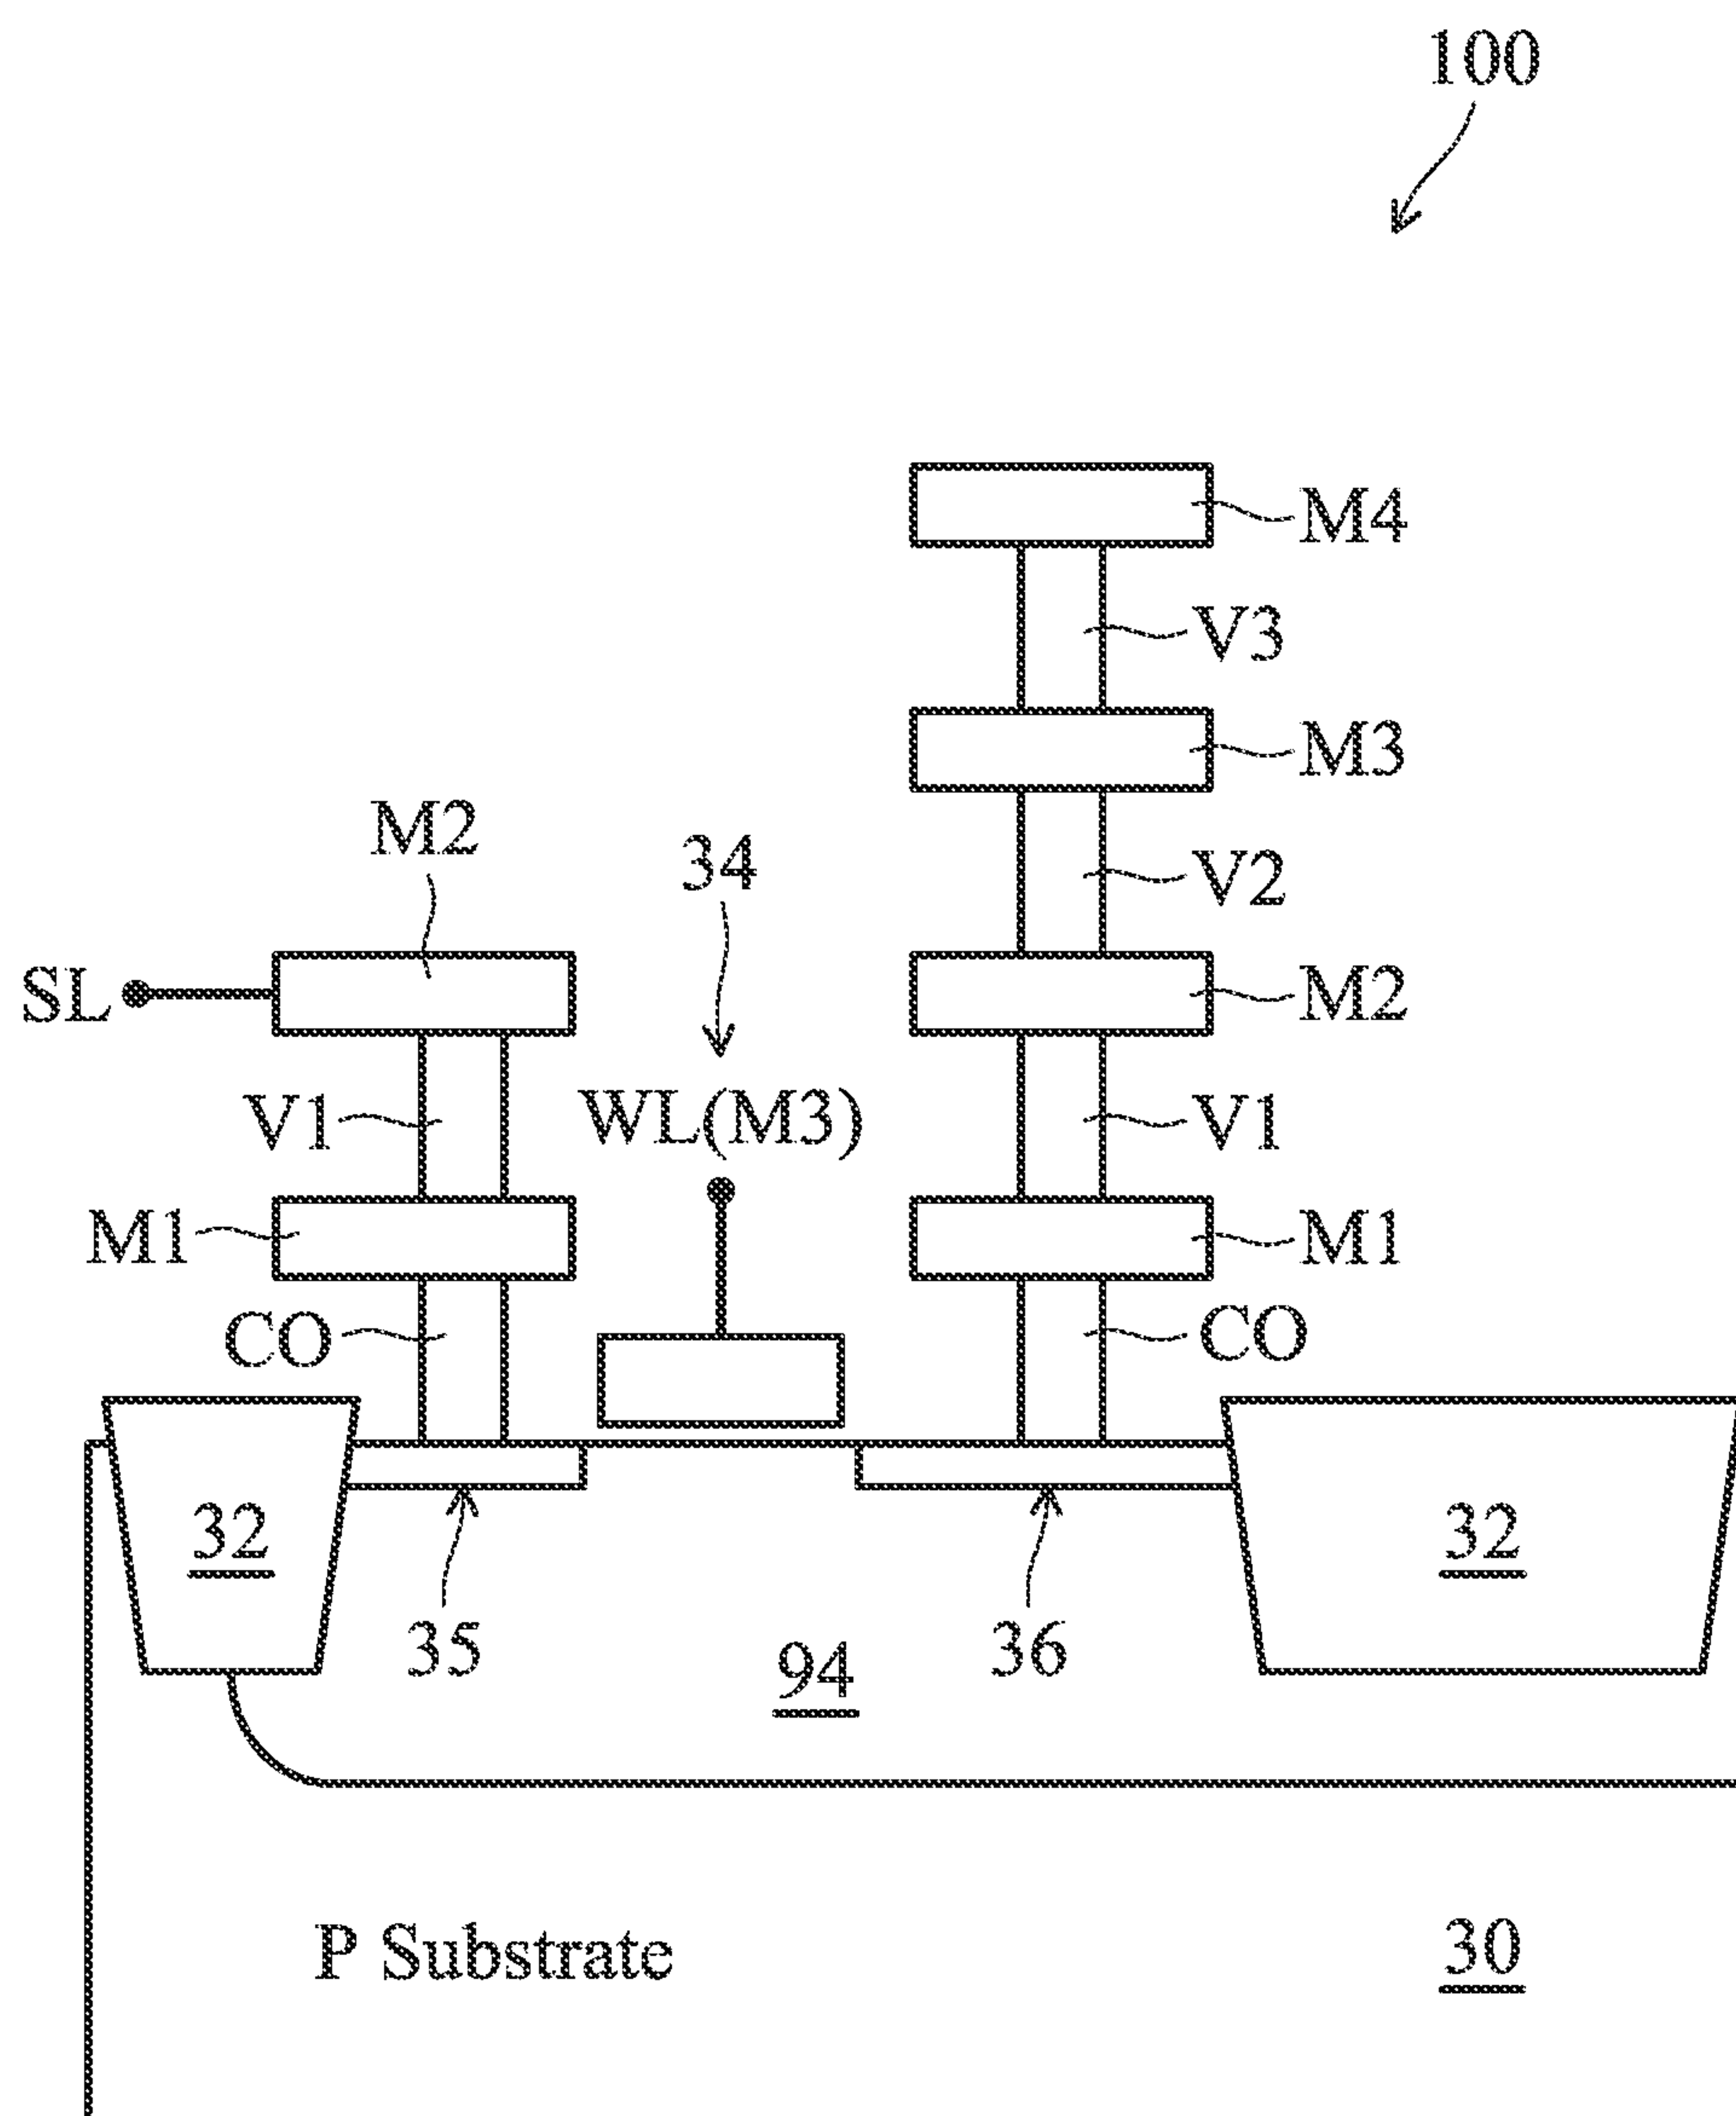 100
M4
V3
M3
M2
34
V2
SL
M2
V1
WL(M3)
V1
M1
M1
CO
CO
32
32
35
36
94
P Substrate
30